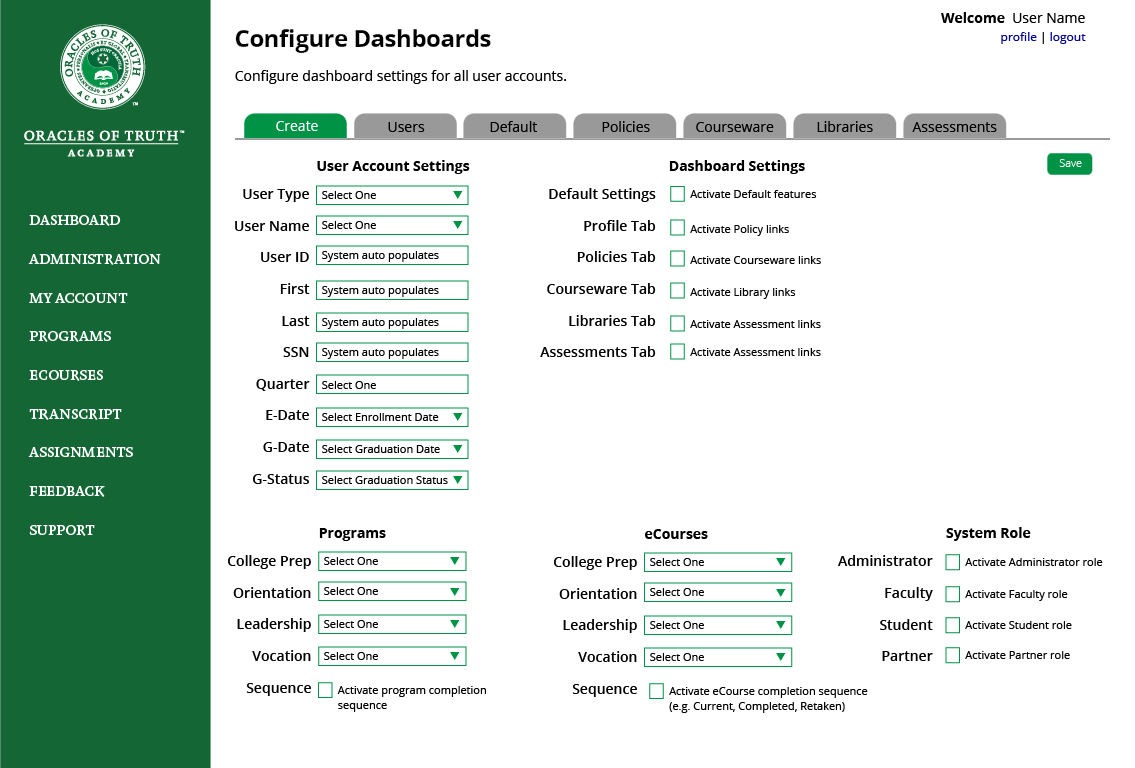 Welcome User Name
profile | logout
ORACLES OF TRUTH
ACADEMY
ORACLES OF TRUTH™
ACADEMY
DASHBOARD
ADMINISTRATION
MY ACCOUNT
PROGRAMS
ECOURSES
TRANSCRIPT
ASSIGNMENTS
FEEDBACK
SUPPORT
Configure Dashboards
Configure dashboard settings for all user accounts.
Create Users Default Policies Courseware Libraries Assessments
Save
User Account Settings
User Type Select One
User Name Select One
User ID System auto populates
First System auto populates
Last System auto populates
SSN System auto populates
Quarter Select One
E-Date Select Enrollment Date
G-Date Select Graduation Date
G-Status Select Graduation Status
Dashboard Settings
Default Settings Activate Default features
Profile Tab Activate Policy links
Policies Tab Activate Courseware links
Courseware Tab Activate Library links
Libraries Tab Activate Assessment links
Assessments Tab Activate Assessment links
Programs
College Prep Select One
Orientation Select One
Leadership Select One
Vocation Select One
Sequence Activate program completion
sequence
eCourses
College Prep Select One
Orientation Select One
Leadership Select One
Vocation Select One
Sequence Activate eCourse completion sequence
(e.g. Current, Completed, Retaken)
System Role
Administrator Activate Administrator role
Faculty Activate Faculty role
Student Activate Student role
Partner Activate Partner role